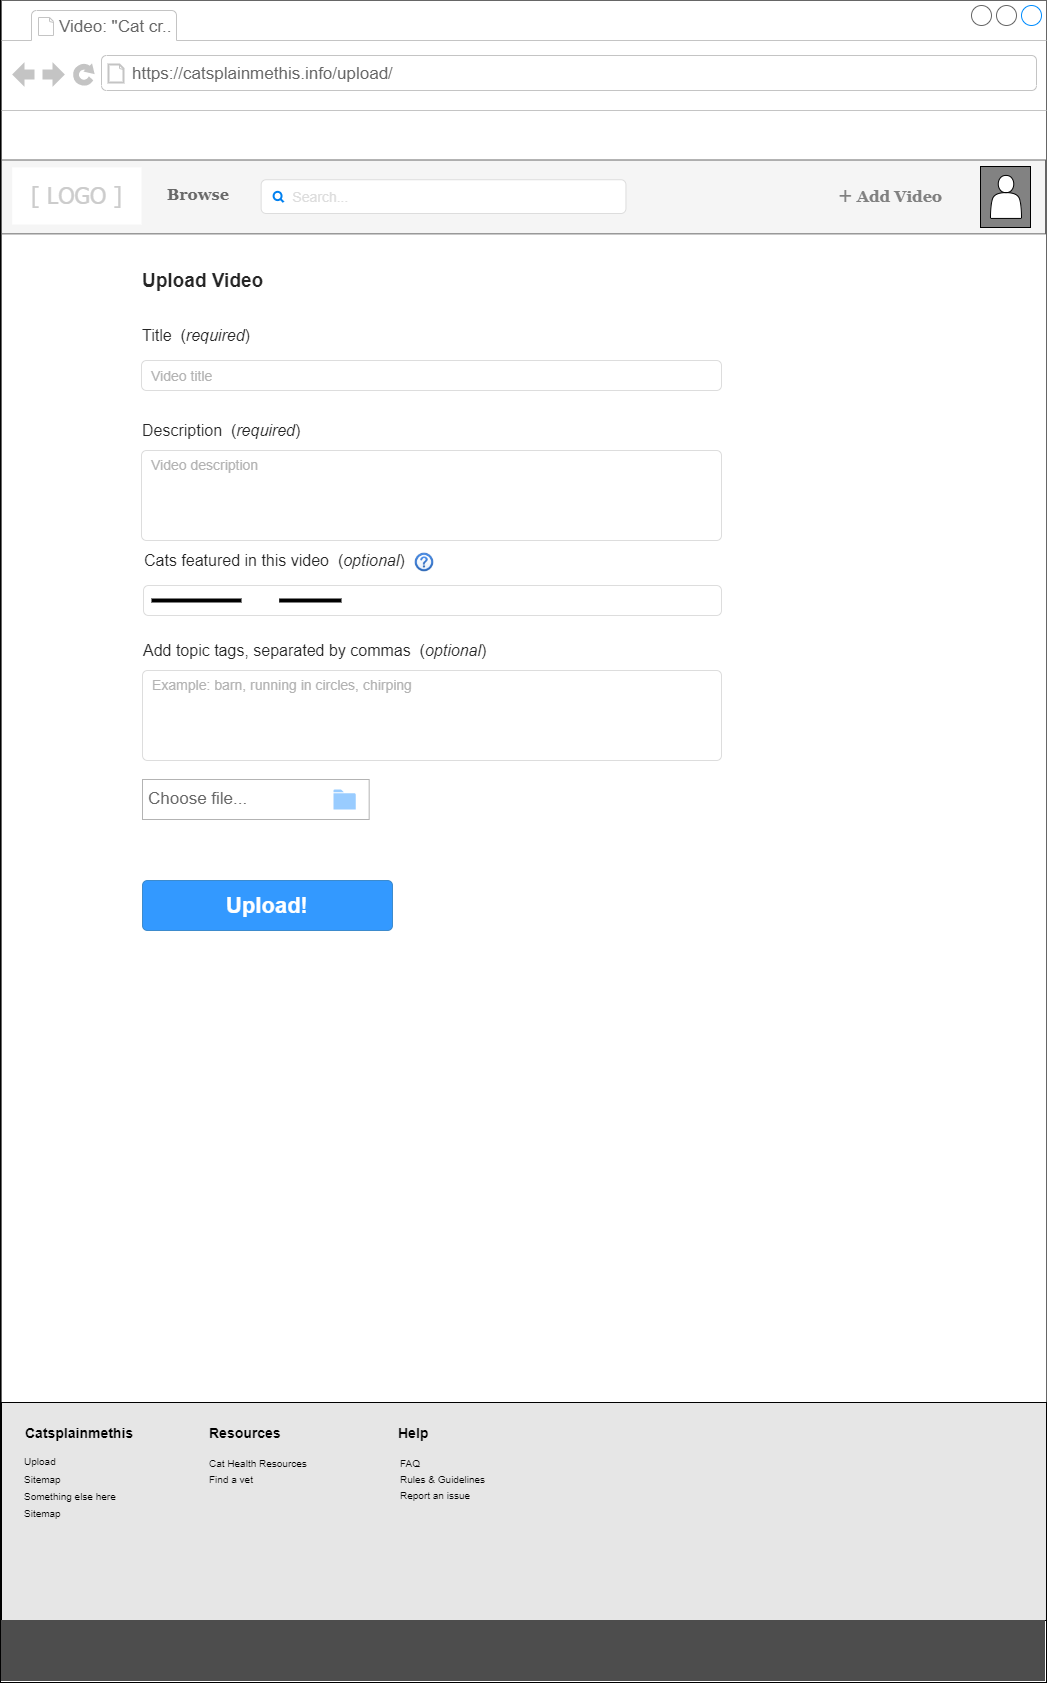 Video: "Cat cr..
https://catsplainmethis.info/upload/
[ LOGO ]
Browse
Search...
+ Add Video
Upload Video
Title (required)
Video title
Description (required)
Video description
Cats featured in this video (optional) ?
Add topic tags, separated by commas (optional)
Example: barn, running in circles, chirping
Choose file...
Upload!
Catsplainmethis
Upload
Sitemap
Something else here
Sitemap
Resources
Cat Health Resources
Find a vet
Help
FAQ
Rules & Guidelines
Report an issue